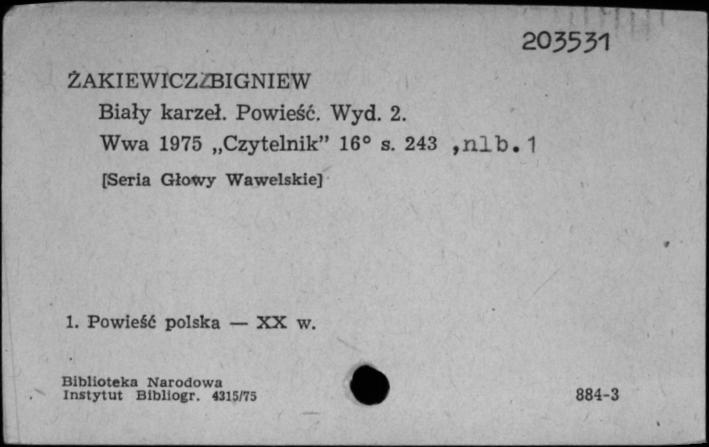 203531
ŻAKIEWICZ ZBIGNIEW
Biały karzeł. Powieść. Wyd. 2.
Wwa 1975 „Czytelnik” 16° s. 243 ,nlb.1
[Seria Głowy Wawelskie]
1. Powieść polska — XX w.
Biblioteka Narodowa
Instytut Bibliogr. 4315/75
884-3